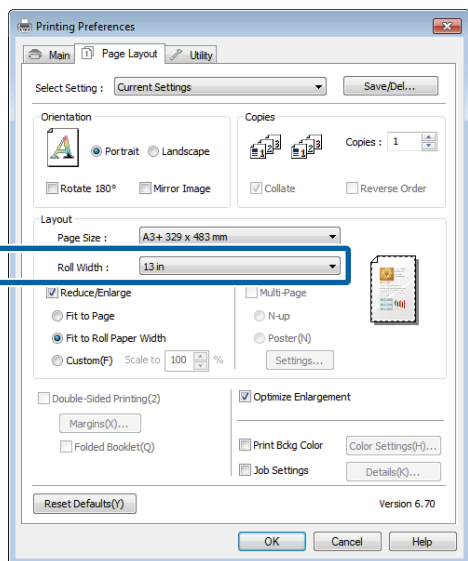 Printing Preferences
Main Page Layout Utility
Select Setting : Current Settings Save/Del...
Orientation Copies
A Portrait Landscape 123 123 Copies : 1
Rotate 180° Mirror Image Collate Reverse Order
Layout
Page Size : A3+ 329 x 483 mm
Roll Width : 13 in
Reduce/Enlarge Multi-Page
Fit to Page N-up
Fit to Roll Paper Width Poster(N)
Custom(F) Scale to 100 % Settings...
Double-Sided Printing(2) Optimize Enlargement
Margins(X)...
Folded Booklet(Q) Print Bckg Color Color Settings(H)...
Job Settings Details(K)...
Reset Defaults(Y) Version 6.70
OK Cancel Help